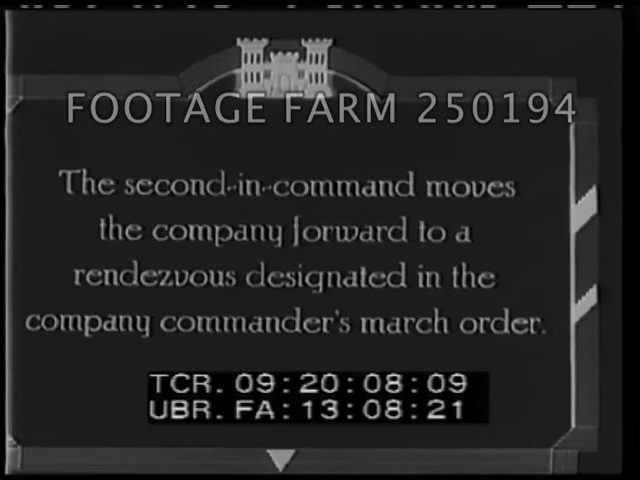 FOOTAGE FARM 250194
The second-in-command moves
the company forward to a
rendezvous designated in the
company commander's march order.
TCR. 09:20:08:09
UBR. FA:13:08:21